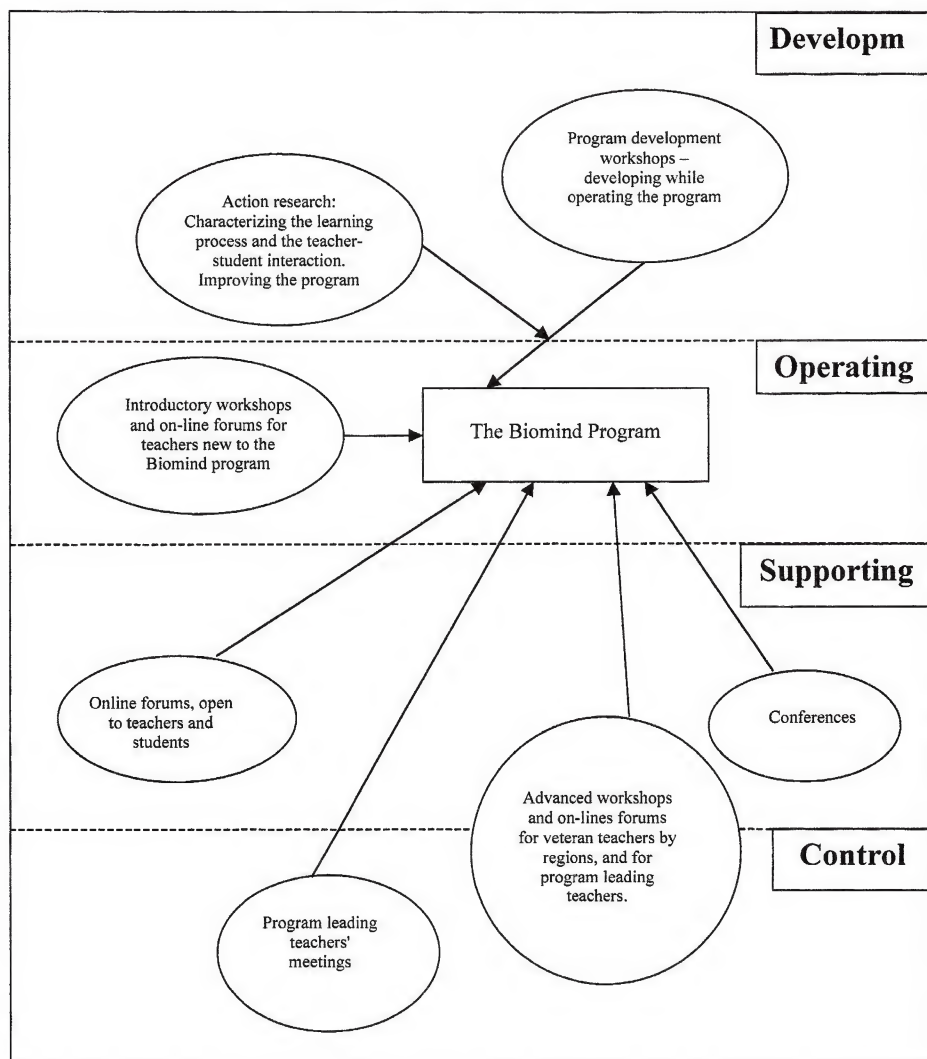 Developm
Program development
workshops –
developing while
operating the program
Action research:
Characterizing the learning
process and the teacher-
student interaction.
Improving the program
Operating
Introductory workshops
and on-line forums for
teachers new to the
Biomind program
The Biomind Program
Supporting
Online forums, open
to teachers and
students
Conferences
Advanced workshops
and on-lines forums
for veteran teachers by
regions, and for
program leading
teachers.
Control
Program leading
teachers'
meetings